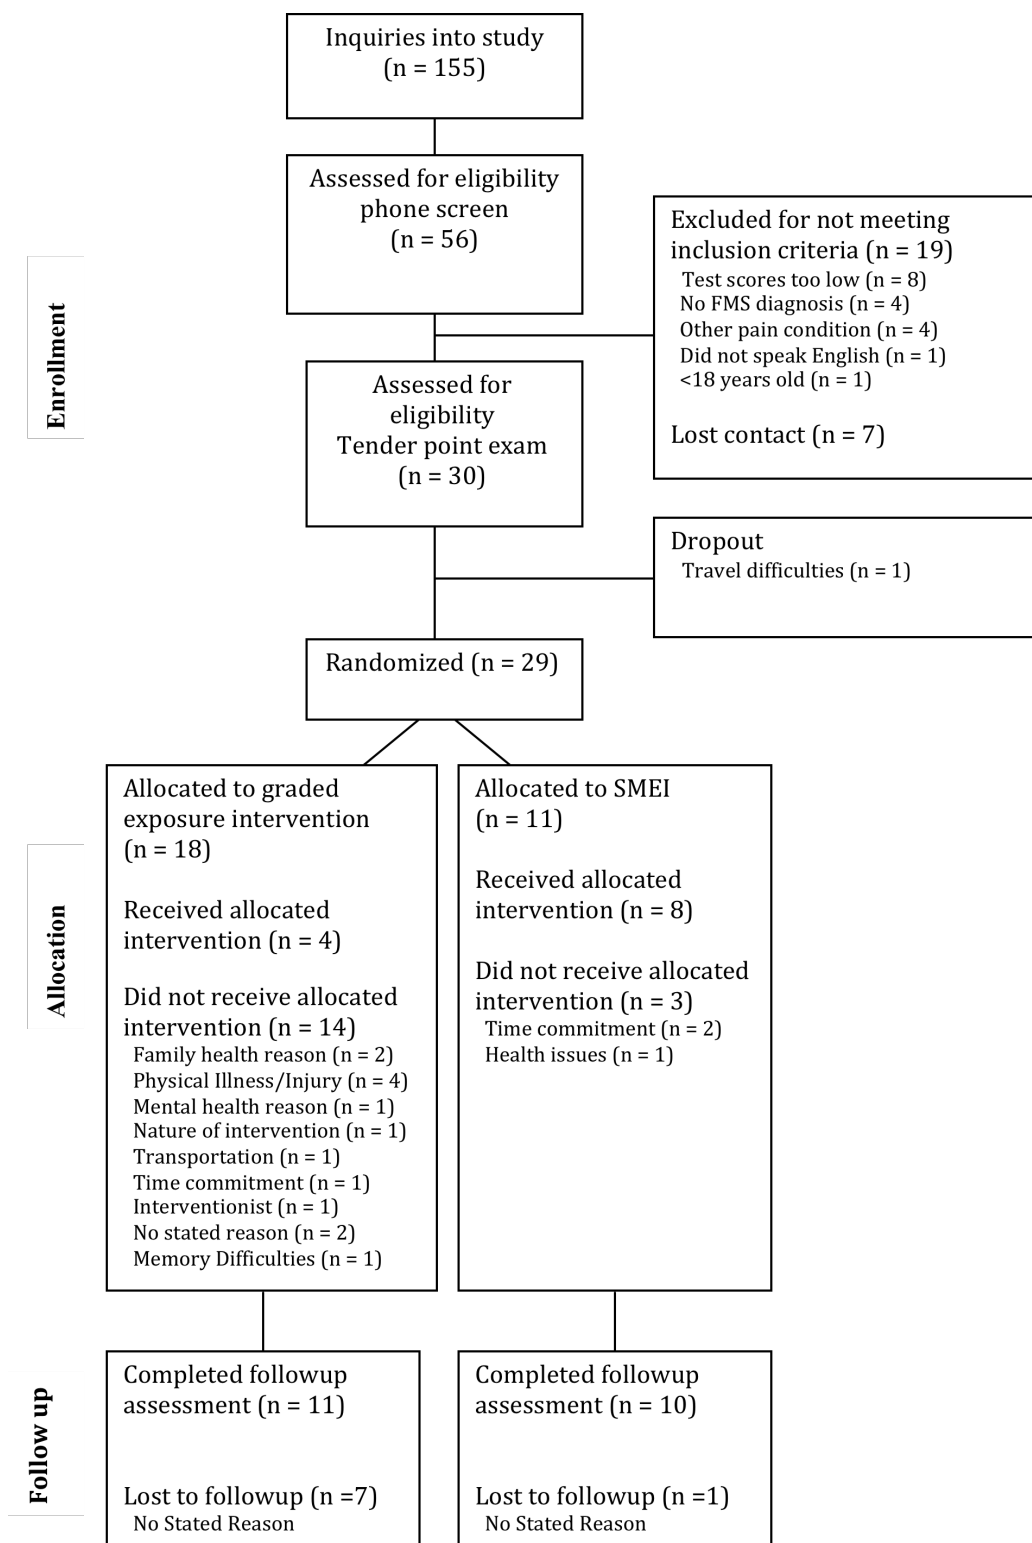 Inquiries into study
(n = 155)
Assessed for eligibility
phone screen
(n = 56)
Excluded for not meeting
inclusion criteria (n = 19)
Test scores too low (n = 8)
No FMS diagnosis (n = 4)
Other pain condition (n = 4)
Did not speak English (n = 1)
<18 years old (n = 1)
Lost contact (n = 7)
Enrollment
Assessed for
eligibility
Tender point exam
(n = 30)
Dropout
Travel difficulties (n = 1)
Randomized (n = 29)
Allocation
Allocated to graded
exposure intervention
(n = 18)
Received allocated
intervention (n = 4)
Did not receive allocated
intervention (n = 14)
Family health reason (n = 2)
Physical Illness/Injury (n = 4)
Mental health reason (n = 1)
Nature of intervention (n = 1)
Transportation (n = 1)
Time commitment (n = 1)
Interventionist (n = 1)
No stated reason (n = 2)
Memory Difficulties (n = 1)
Allocated to SMEI
(n = 11)
Received allocated
intervention (n = 8)
Did not receive allocated
intervention (n = 3)
Time commitment (n = 2)
Health issues (n = 1)
Follow up
Completed followup
assessment (n = 11)
Lost to followup (n =7)
No Stated Reason
Completed followup
assessment (n = 10)
Lost to followup (n =1)
No Stated Reason